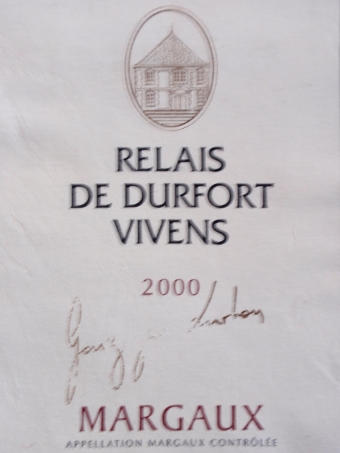 RELAIS
DE DURFORT
VIVENS
2000
MARGAUX
APPELLATION MARGAUX CONTRÔLÉE